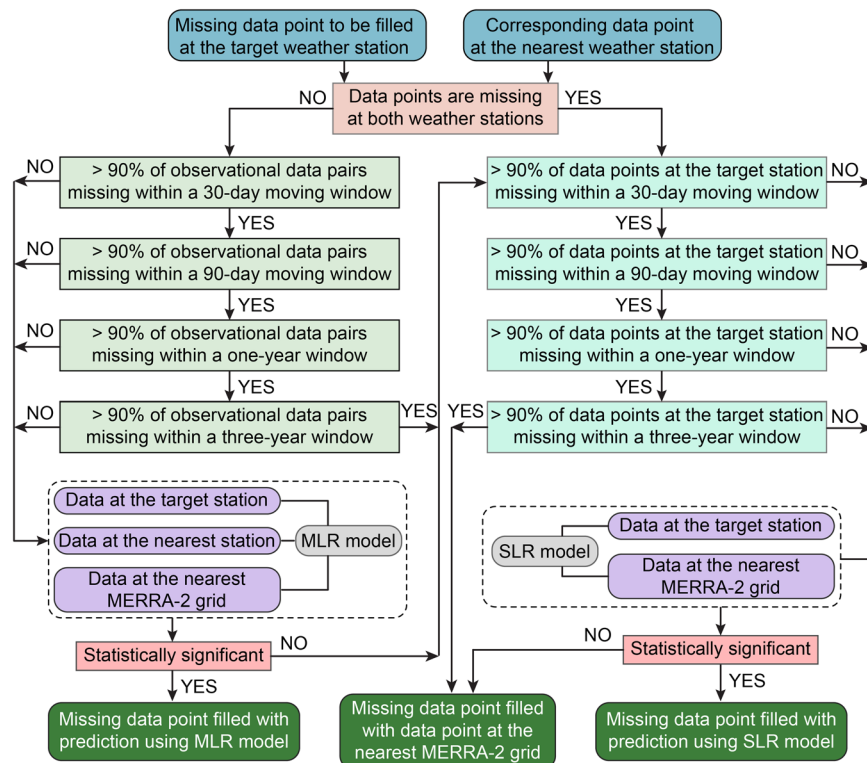 Missing data point to be filled
at the target weather station
Corresponding data point
at the nearest weather station
NO
Data points are missing
at both weather stations
YES
NO
> 90% of observational data pairs
missing within a 30-day moving window
> 90% of data points at the target station
missing within a 30-day moving window
NO
YES
YES
NO
> 90% of observational data pairs
missing within a 90-day moving window
> 90% of data points at the target station
missing within a 90-day moving window
NO
YES
YES
NO
> 90% of observational data pairs
missing within a one-year window
> 90% of data points at the target station
missing within a one-year window
NO
YES
YES
NO
> 90% of observational data pairs
missing within a three-year window
YES
YES
> 90% of data points at the target station
missing within a three-year window
NO
Data at the target station
Data at the nearest station
Data at the nearest
MERRA-2 grid
MLR model
SLR model
Data at the target station
Data at the nearest
MERRA-2 grid
Statistically significant
NO
NO
Statistically significant
YES
YES
Missing data point filled with
prediction using MLR model
Missing data point filled
with data point at the
nearest MERRA-2 grid
Missing data point filled with
prediction using SLR model